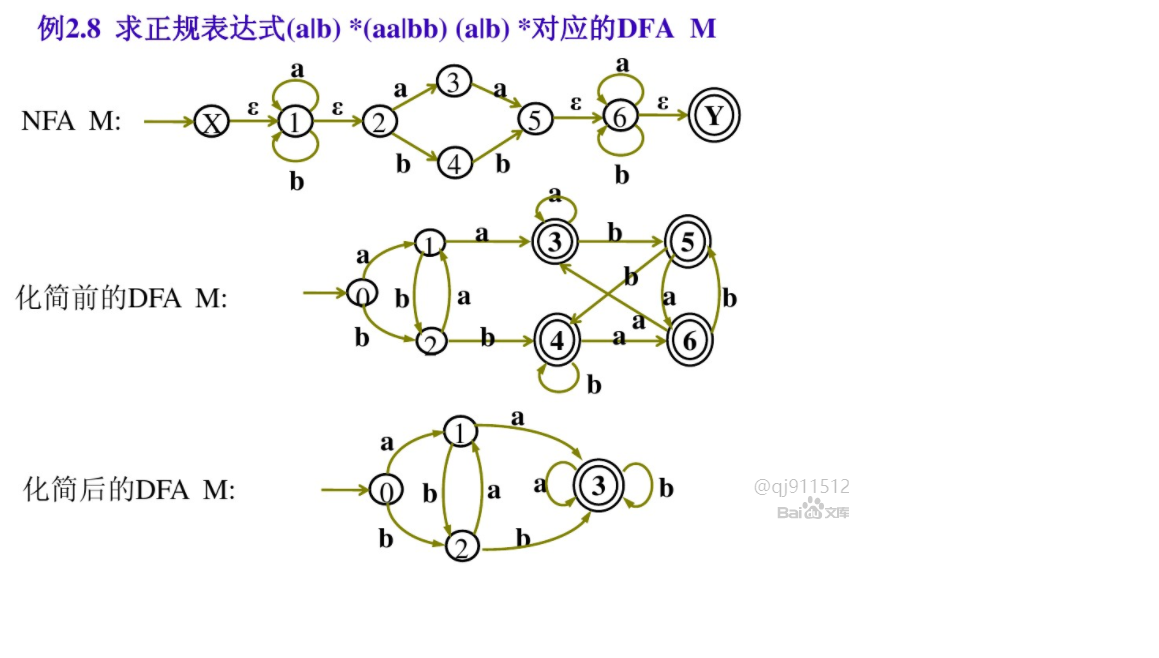 例2.8 求正规表达式(a|b) *(aa|bb) (a|b) *对应的DFA M
a a a a
NFA M: X ε 1 ε 2 3 5 ε 6 ε Y
b b 4 b b
a
1 a 3 b 5
a b
化简前的DFA M: 0 b a a b
a
b 2 b 4 a 6
b
1 a
a
化简后的DFA M: 0 b a a 3 b
b 2 b
@qj911512
Bai du 文库